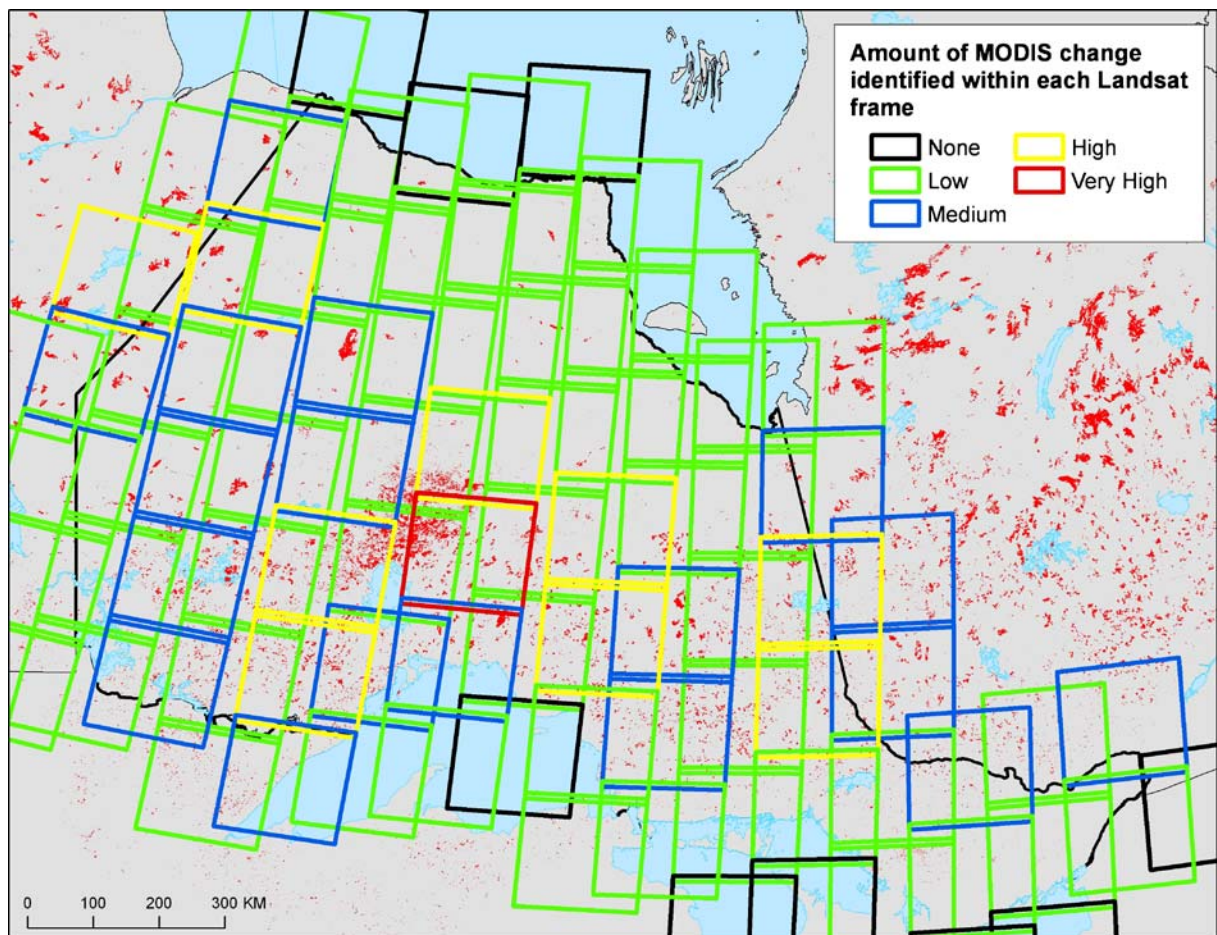 Amount of MODIS change
identified within each Landsat
frame
None
High
Low
Very High
Medium
0 100 200 300 KM